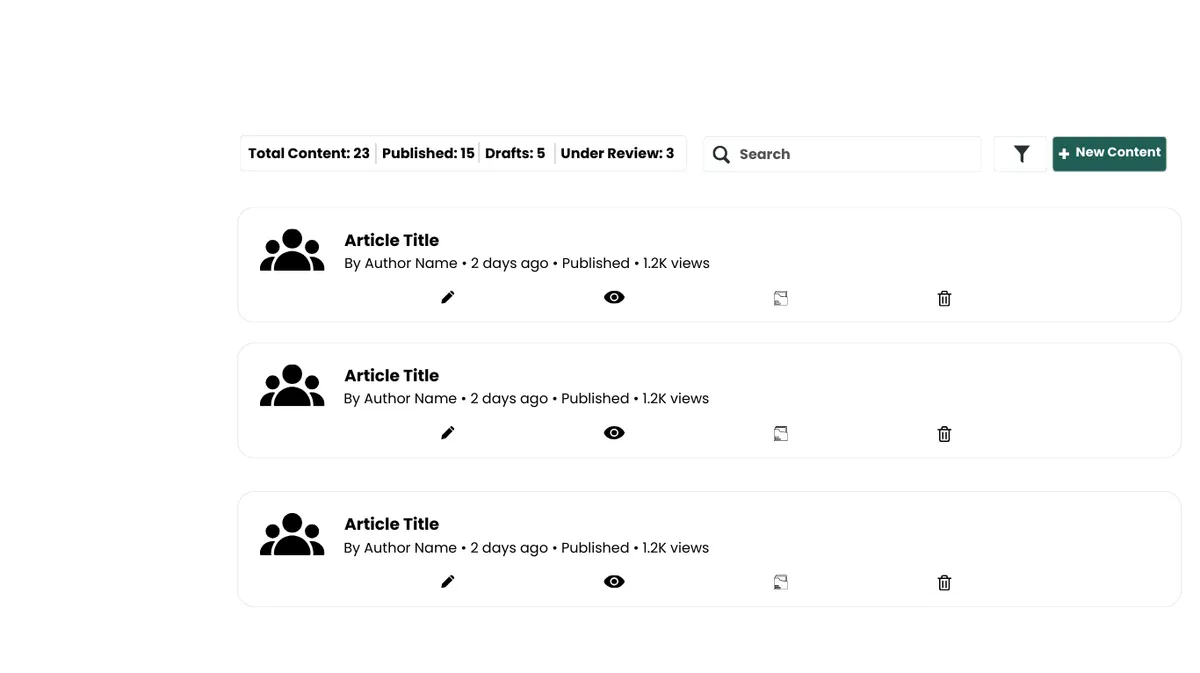 Total Content: 23 Published: 15 Drafts: 5 Under Review: 3 Search + New Content
Article Title
By Author Name • 2 days ago • Published • 1.2K views
Article Title
By Author Name • 2 days ago • Published • 1.2K views
Article Title
By Author Name • 2 days ago • Published • 1.2K views